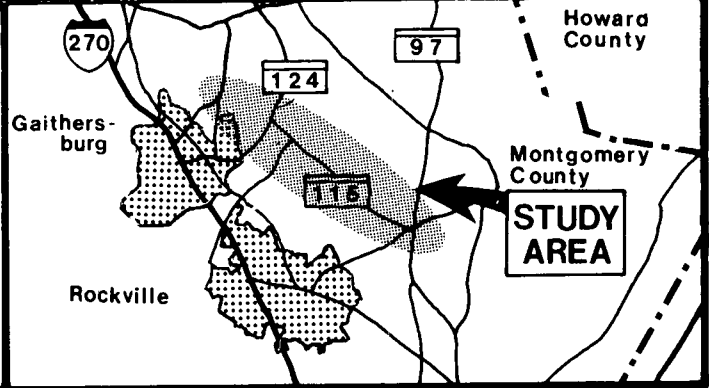 270
124
97
Howard
County
Gaithers-
burg
Montgomery
County
115
STUDY
AREA
Rockville